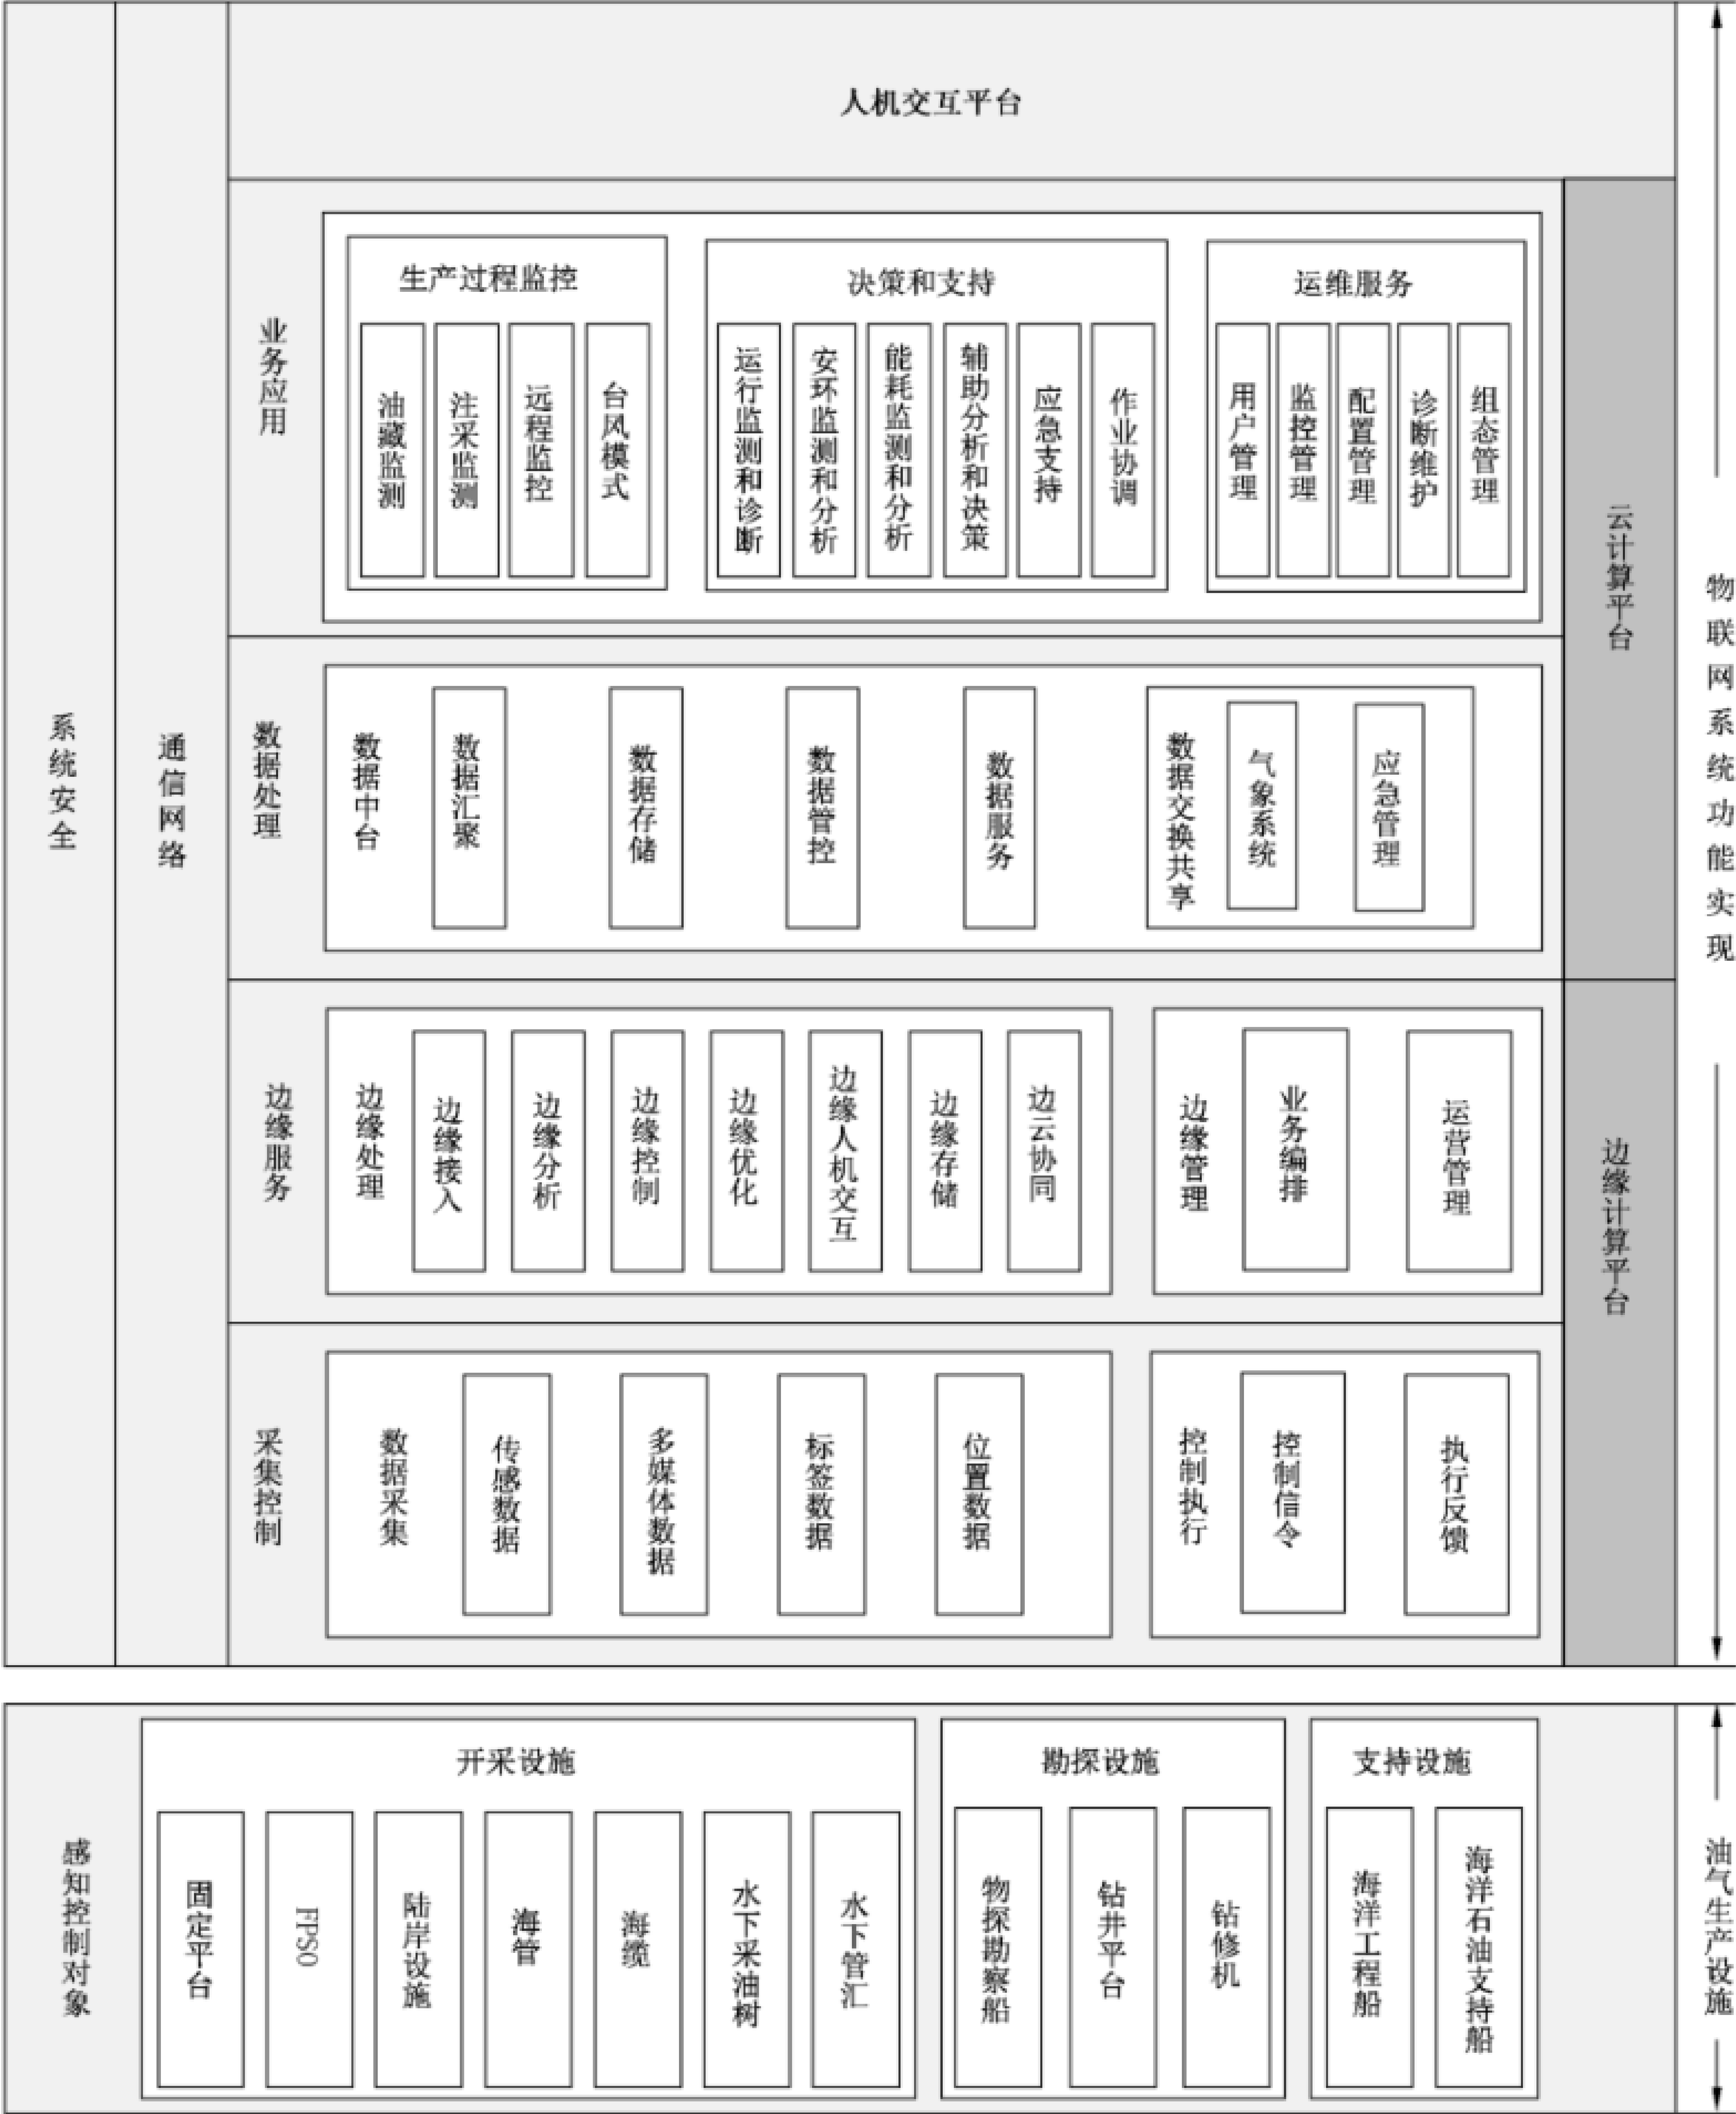 人机交互平台
系统安全
通信网络
业务应用
生产过程监控
油藏监测
注采监测
远程监控
台风模式
决策和支持
运行监测和诊断
安环监测和分析
能耗监测和分析
辅助分析和决策
应急支持
作业协调
运维服务
用户管理
监控管理
配置管理
诊断维护
组态管理
云计算平台
物联网系统功能实现
数据处理
数据中台
数据汇聚
数据存储
数据管控
数据服务
数据交换共享
气象系统
应急管理
边缘服务
边缘处理
边缘接入
边缘分析
边缘控制
边缘优化
边缘人机交互
边缘存储
边云协同
边缘管理
业务编排
运营管理
边缘计算平台
采集控制
数据采集
传感数据
多媒体数据
标签数据
位置数据
控制执行
控制信令
执行反馈
感知控制对象
开采设施
固定平台
FPSO
陆岸设施
海管
海缆
水下采油树
水下管汇
勘探设施
物探勘察船
钻井平台
钻修机
支持设施
海洋工程船
海洋石油支持船
油气生产设施